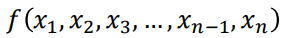 f(x₁, x₂, x₃, …, xₙ₋₁, xₙ)